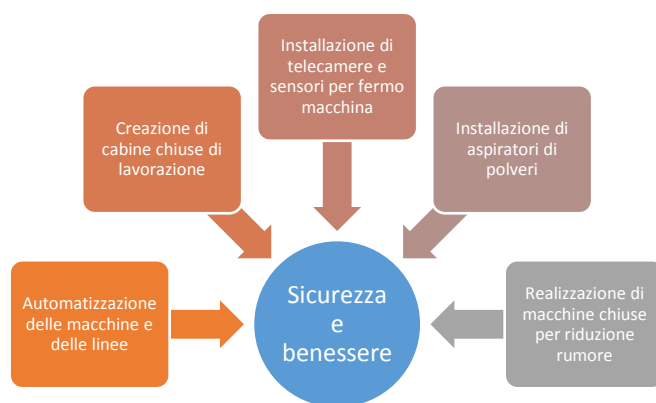 Installazione di
telecamere e
sensori per fermo
macchina
Creazione di
cabine chiuse di
lavorazione
Installazione di
aspiratori di
polveri
Automatizzazione
delle macchine e
delle linee
Sicurezza
e
benessere
Realizzazione di
macchine chiuse
per riduzione
rumore